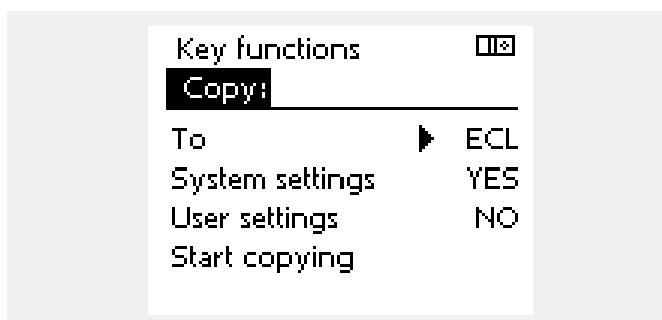 Key functions
Copy:
To ECL
System settings YES
User settings NO
Start copying